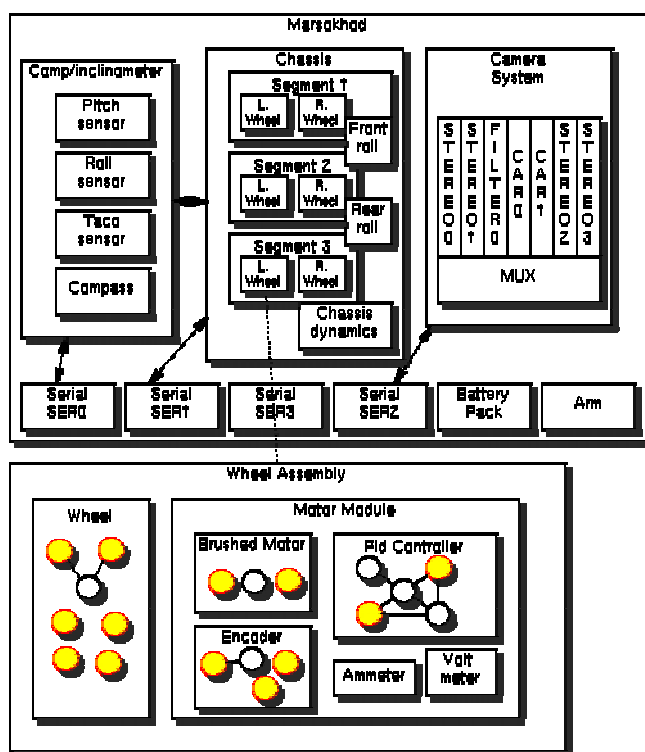 Marsokhod
Comp/inclinometer
Pitch
sensor
Roll
sensor
Taco
sensor
Compass
Chassis
Segment 1
L.
Wheel
R.
Wheel
Front
roll
Segment 2
L.
Wheel
R.
Wheel
Rear
roll
Segment 3
L.
Wheel
R.
Wheel
Chassis
dynamics
Camera
System
STEREO0
STEREO1
FILTER0
CAR0
CAR1
STEREO2
STEREO3
MUX
Serial
SER0
Serial
SER1
Serial
SER3
Serial
SER2
Battery
Pack
Arm
Wheel Assembly
Wheel
Motor Module
Brushed Motor
Pid Controller
Encoder
Ammeter
Volt
meter